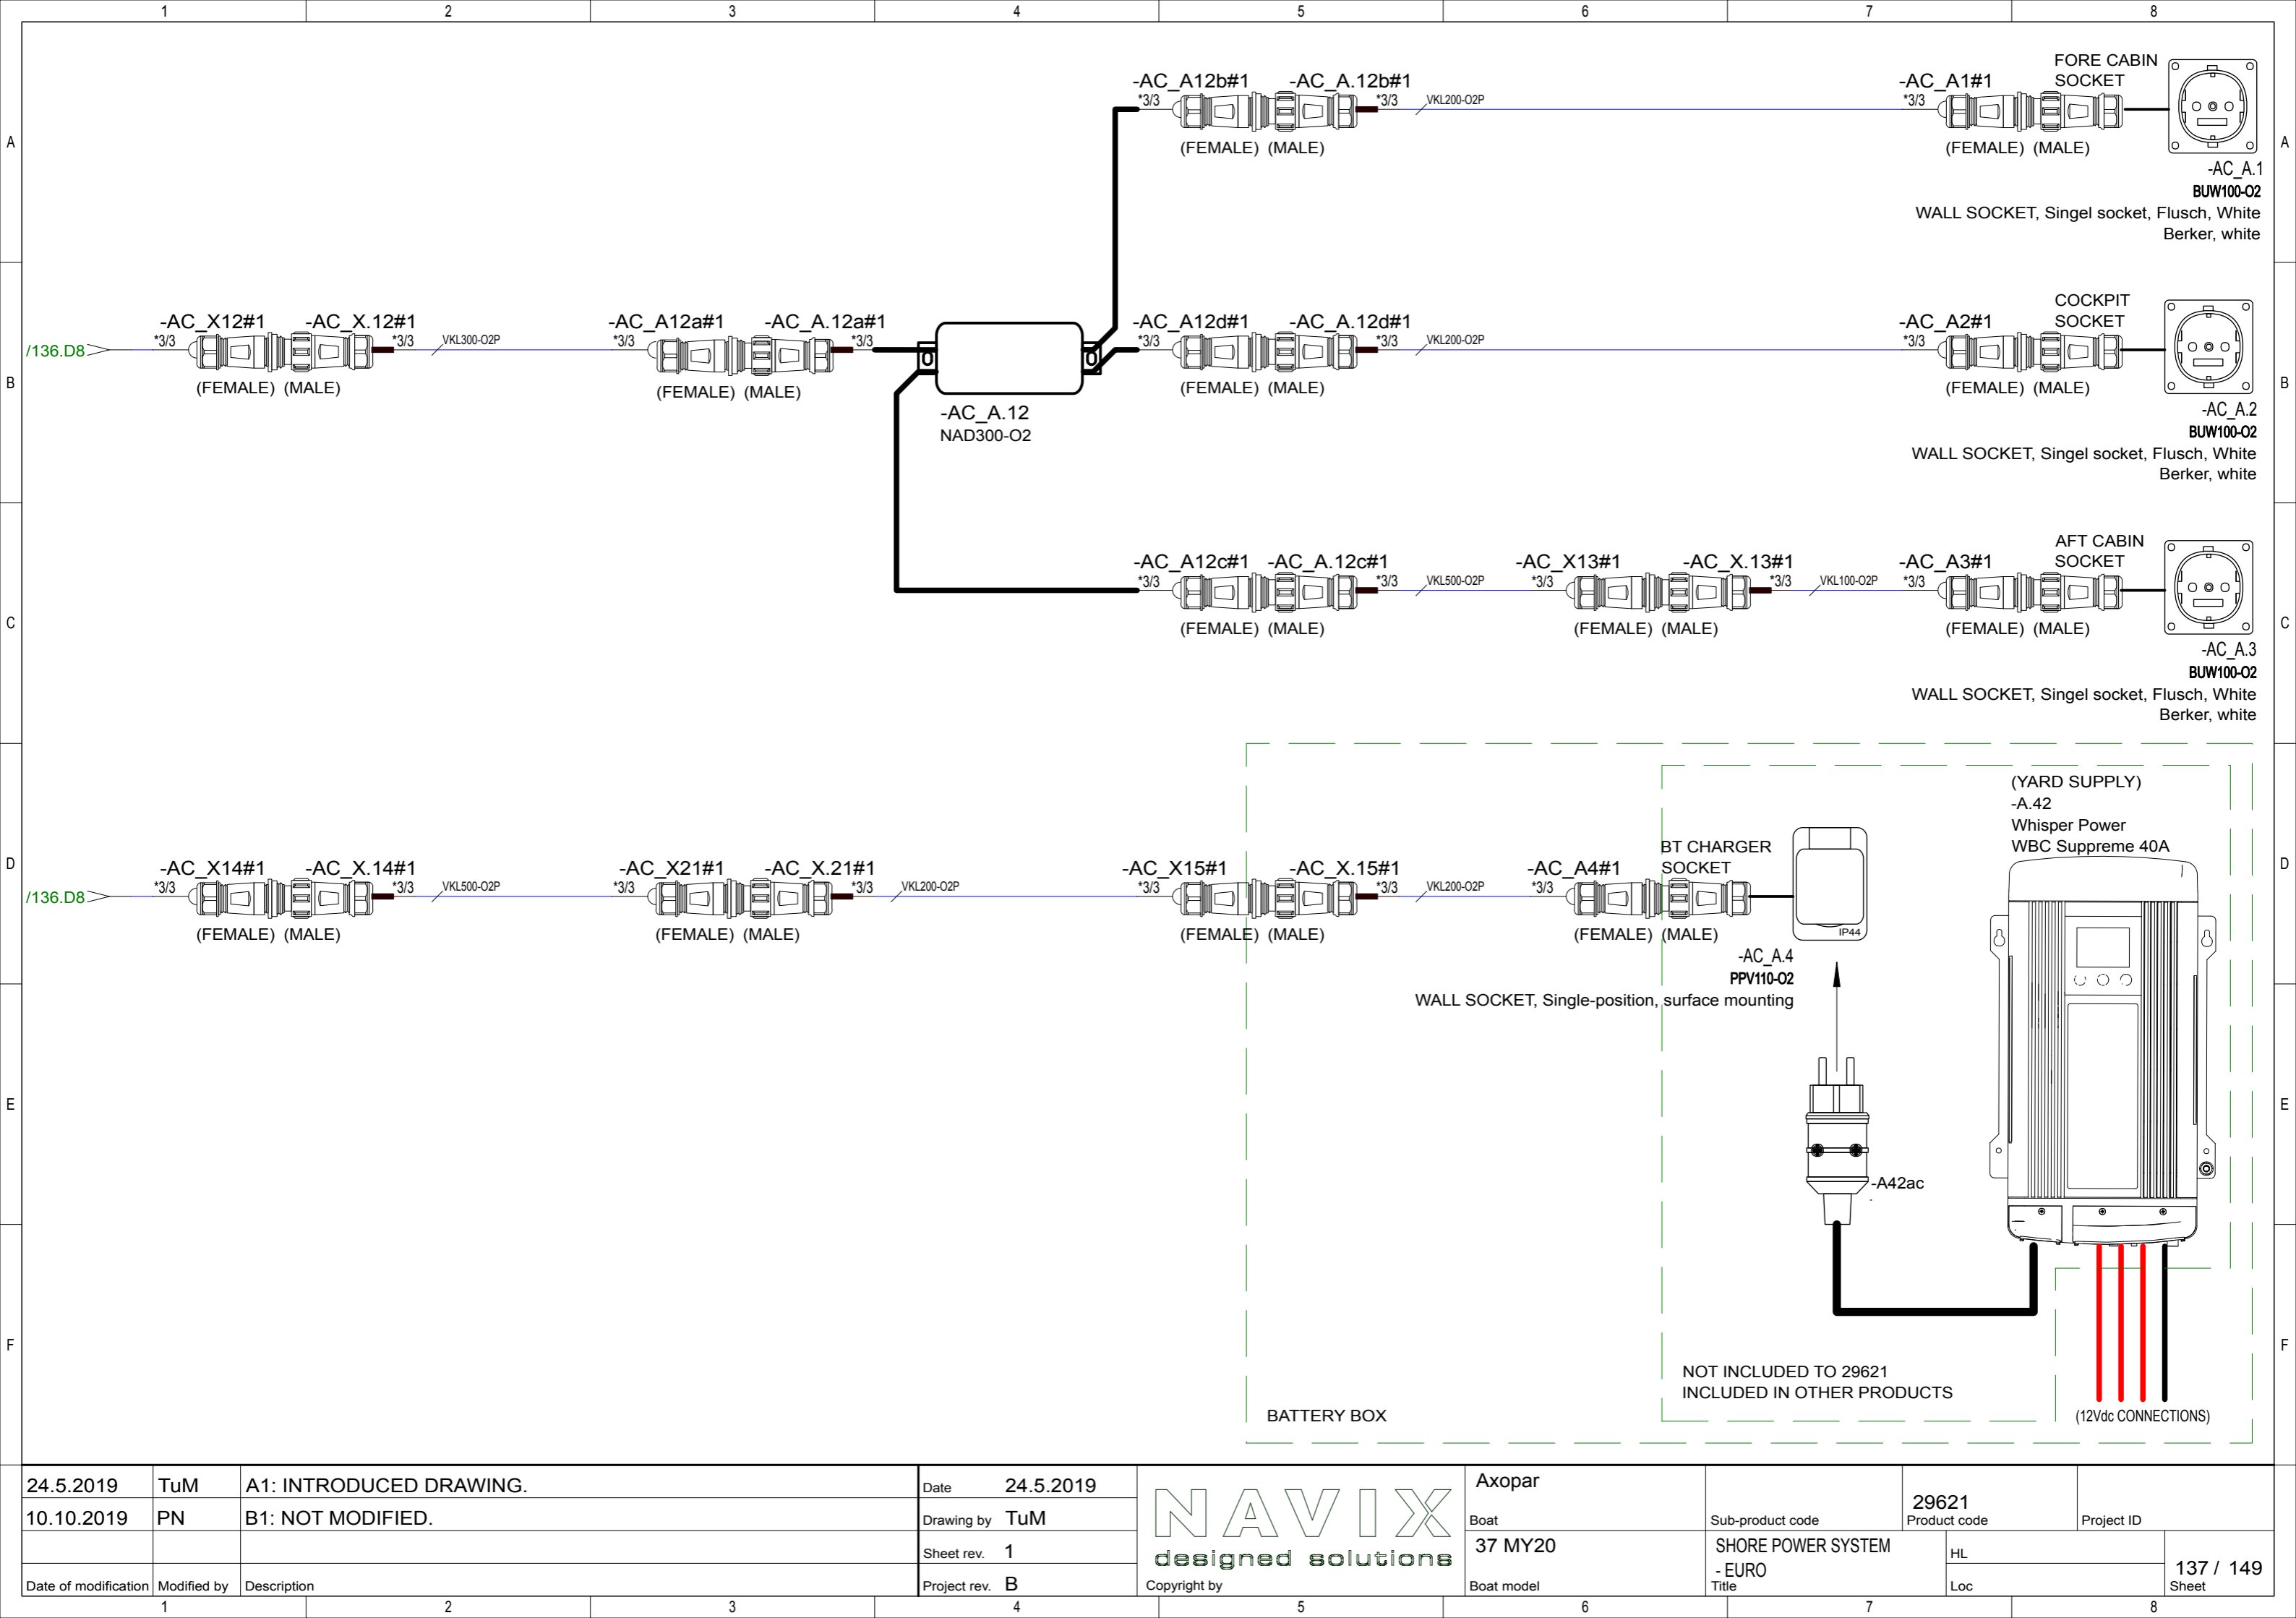 1 2 3 4 5 6 7 8
A A
B B
C C
D D
E E
F F
-AC_A12b#1 -AC_A.12b#1
*3/3 *3/3 VKL200-O2P
(FEMALE) (MALE)
-AC_A1#1
*3/3
(FEMALE) (MALE)
FORE CABIN
SOCKET
-AC_A.1
BUW100-O2
WALL SOCKET, Singel socket, Flusch, White
Berker, white
/136.D8
-AC_X12#1 -AC_X.12#1
*3/3 *3/3 VKL300-O2P
(FEMALE) (MALE)
-AC_A12a#1 -AC_A.12a#1
*3/3 *3/3
(FEMALE) (MALE)
-AC_A.12
NAD300-O2
-AC_A12d#1 -AC_A.12d#1
*3/3 *3/3 VKL200-O2P
(FEMALE) (MALE)
-AC_A2#1
*3/3
(FEMALE) (MALE)
COCKPIT
SOCKET
-AC_A.2
BUW100-O2
WALL SOCKET, Singel socket, Flusch, White
Berker, white
-AC_A12c#1 -AC_A.12c#1
*3/3 *3/3 VKL500-O2P
(FEMALE) (MALE)
-AC_X13#1 -AC_X.13#1
*3/3 *3/3 VKL100-O2P
(FEMALE) (MALE)
-AC_A3#1
*3/3
(FEMALE) (MALE)
AFT CABIN
SOCKET
-AC_A.3
BUW100-O2
WALL SOCKET, Singel socket, Flusch, White
Berker, white
/136.D8
-AC_X14#1 -AC_X.14#1
*3/3 *3/3 VKL500-O2P
(FEMALE) (MALE)
-AC_X21#1 -AC_X.21#1
*3/3 *3/3 VKL200-O2P
(FEMALE) (MALE)
-AC_X15#1 -AC_X.15#1
*3/3 *3/3 VKL200-O2P
(FEMALE) (MALE)
-AC_A4#1
*3/3
(FEMALE) (MALE)
BT CHARGER
SOCKET
IP44
-AC_A.4
PPV110-O2
WALL SOCKET, Single-position, surface mounting
(YARD SUPPLY)
-A.42
Whisper Power
WBC Suppreme 40A
-A42ac
NOT INCLUDED TO 29621
INCLUDED IN OTHER PRODUCTS
BATTERY BOX
(12Vdc CONNECTIONS)
24.5.2019 TuM A1: INTRODUCED DRAWING.
10.10.2019 PN B1: NOT MODIFIED.
Date of modification Modified by Description
Date 24.5.2019
Drawing by TuM
Sheet rev. 1
Project rev. B
NAVIX
designed solutions
Copyright by
Axopar
Boat
37 MY20
Boat model
Sub-product code
29621
Product code
Project ID
SHORE POWER SYSTEM
- EURO
Title
HL
Loc
137 / 149
Sheet
1 2 3 4 5 6 7 8